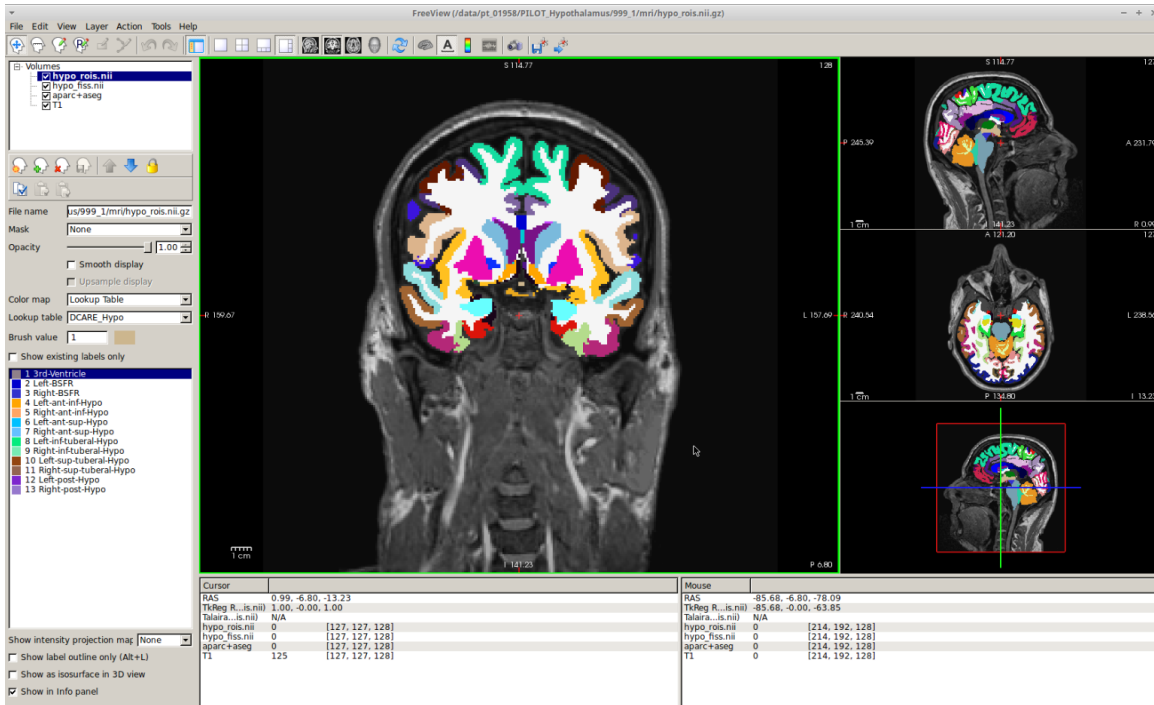 FreeView (/data/pt_01958/PILOT_Hypothalamus/999_1/mri/hypo_rois.nii.gz)
File Edit View Layer Action Tools Help
Volumes
hypo_rois.nii
hypo_fiss.nii
aparc+aseg
T1
File name us/999_1/mri/hypo_rois.nii.gz
Mask None
Opacity 1.00
Smooth display
Upsample display
Color map Lookup Table
Lookup table DCARE_Hypo
Brush value 1
Show existing labels only
1 3rd-Ventricle
2 Left-BSFR
3 Right-BSFR
4 Left-ant-inf-Hypo
5 Right-ant-inf-Hypo
6 Left-ant-sup-Hypo
7 Right-ant-sup-Hypo
8 Left-inf-tuberal-Hypo
9 Right-inf-tuberal-Hypo
10 Left-sup-tuberal-Hypo
11 Right-sup-tuberal-Hypo
12 Left-post-Hypo
13 Right-post-Hypo
Show intensity projection map None
Show label outline only (Alt+L)
Show as isosurface in 3D view
Show in Info panel
S 114.77 128
R 159.67 L 157.69
1 cm
I 141.23 P 6.80
S 114.77 127
P 245.39 A 231.79
1 cm I 141.23 R 0.99
A 121.20 127
R 240.54 L 238.56
1 cm P 134.80 I 13.23
Cursor
RAS 0.99, -6.80, -13.23
TkReg R...is.nii) 1.00, -0.00, 1.00
Talaira...is.nii) N/A
hypo_rois.nii 0 [127, 127, 128]
hypo_fiss.nii 0 [127, 127, 128]
aparc+aseg 0 [127, 127, 128]
T1 125 [127, 127, 128]
Mouse
RAS -85.68, -6.80, -78.09
TkReg R...is.nii) -85.68, -0.00, -63.85
Talaira...is.nii) N/A
hypo_rois.nii 0 [214, 192, 128]
hypo_fiss.nii 0 [214, 192, 128]
aparc+aseg 0 [214, 192, 128]
T1 0 [214, 192, 128]